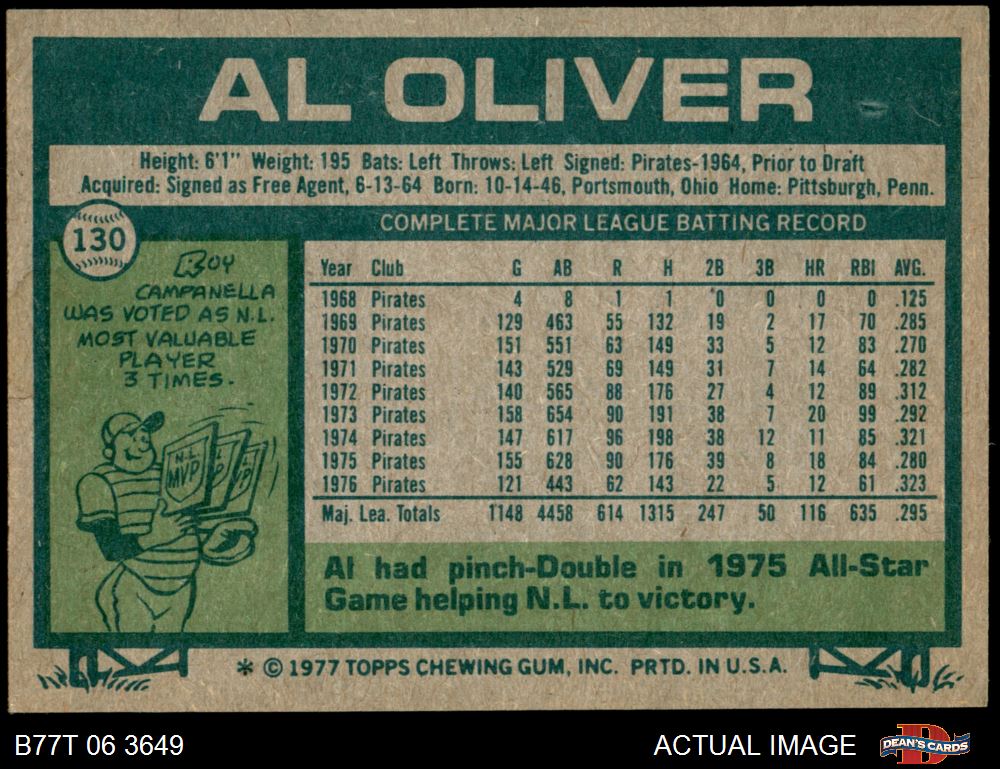 AL OLIVER
Height: 6'1" Weight: 195 Bats: Left Throws: Left Signed: Pirates-1964, Prior to Draft
Acquired: Signed as Free Agent, 6-13-64 Born: 10-14-46, Portsmouth, Ohio Home: Pittsburgh, Penn.
130
ROY
CAMPANELLA
WAS VOTED AS N.L.
MOST VALUABLE
PLAYER
3 TIMES.
N.L. MVP
L VP
VP
COMPLETE MAJOR LEAGUE BATTING RECORD
Year Club G AB R H 2B 3B HR RBI AVG.
1968 Pirates 4 8 1 1 0 0 0 0 .125
1969 Pirates 129 463 55 132 19 2 17 70 .285
1970 Pirates 151 551 63 149 33 5 12 83 .270
1971 Pirates 143 529 69 149 31 7 14 64 .282
1972 Pirates 140 565 88 176 27 4 12 89 .312
1973 Pirates 158 654 90 191 38 7 20 99 .292
1974 Pirates 147 617 96 198 38 12 11 85 .321
1975 Pirates 155 628 90 176 39 8 18 84 .280
1976 Pirates 121 443 62 143 22 5 12 61 .323
Maj. Lea. Totals 1148 4458 614 1315 247 50 116 635 .295
Al had pinch-Double in 1975 All-Star
Game helping N.L. to victory.
* © 1977 TOPPS CHEWING GUM, INC. PRTD. IN U.S.A.
B77T 06 3649
ACTUAL IMAGE
D
DEAN'S CARDS